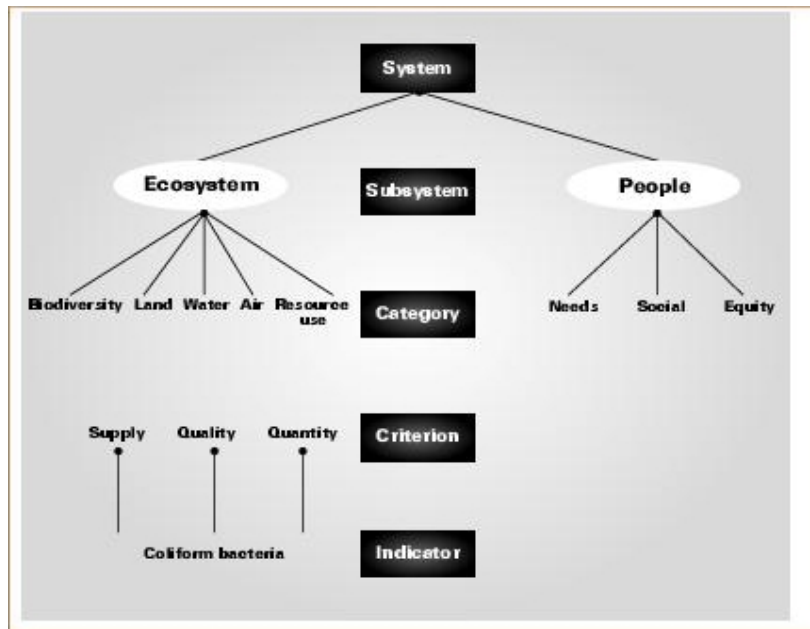 System
Ecosystem
Subsystem
People
Biodiversity Land Water Air Resource
use
Category
Needs Social Equity
Supply Quality Quantity
Criterion
Coliform bacteria
Indicator